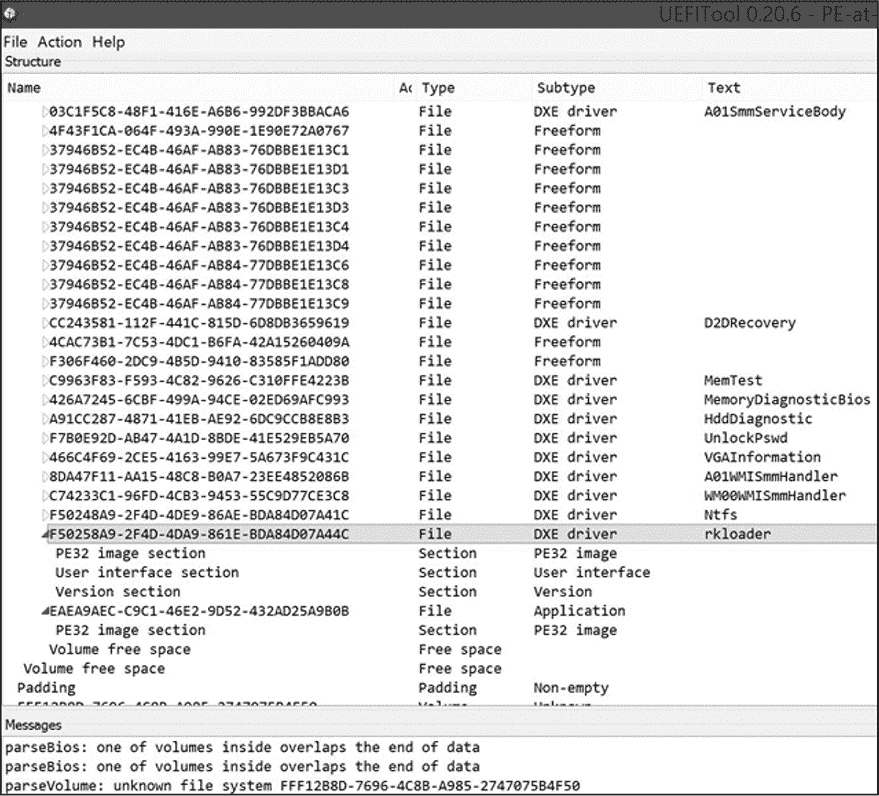 UEFITool 0.20.6 - PE-at-
File Action Help
Structure
Name Ac Type Subtype Text
03C1F5C8-48F1-416E-A6B6-992DF3BBACA6 File DXE driver A01SmmServiceBody
4F43F1CA-064F-493A-990E-1E90E72A0767 File Freeform
37946B52-EC4B-46AF-AB83-76DBBE1E13C1 File Freeform
37946B52-EC4B-46AF-AB83-76DBBE1E13D1 File Freeform
37946B52-EC4B-46AF-AB83-76DBBE1E13C3 File Freeform
37946B52-EC4B-46AF-AB83-76DBBE1E13D3 File Freeform
37946B52-EC4B-46AF-AB83-76DBBE1E13C4 File Freeform
37946B52-EC4B-46AF-AB83-76DBBE1E13D4 File Freeform
37946B52-EC4B-46AF-AB84-77DBBE1E13C6 File Freeform
37946B52-EC4B-46AF-AB84-77DBBE1E13C8 File Freeform
37946B52-EC4B-46AF-AB84-77DBBE1E13C9 File Freeform
CC243581-112F-441C-815D-6D8DB3659619 File DXE driver D2DRecovery
4CAC73B1-7C53-4DC1-B6FA-42A15260409A File Freeform
F306F460-2DC9-4B5D-9410-83585F1ADD80 File Freeform
C9963F83-F593-4C82-9626-C310FFE4223B File DXE driver MemTest
426A7245-6CBF-499A-94CE-02ED69AFC993 File DXE driver MemoryDiagnosticBios
A91CC287-4871-41EB-AE92-6DC9CCB8E8B3 File DXE driver HddDiagnostic
F7B0E92D-AB47-4A1D-8BDE-41E529EB5A70 File DXE driver UnlockPswd
466C4F69-2CE5-4163-99E7-5A673F9C431C File DXE driver VGAInformation
8DA47F11-AA15-48C8-B0A7-23EE4852086B File DXE driver A01WMISmmHandler
C74233C1-96FD-4CB3-9453-55C9D77CE3C8 File DXE driver WM00WMISmmHandler
F50248A9-2F4D-4DE9-86AE-BDA84D07A41C File DXE driver Ntfs
F50258A9-2F4D-4DA9-861E-BDA84D07A44C File DXE driver rkloader
PE32 image section Section PE32 image
User interface section Section User interface
Version section Section Version
EAEA9AEC-C9C1-46E2-9D52-432AD25A9B0B File Application
PE32 image section Section PE32 image
Volume free space Free space
Volume free space Free space
Padding Padding Non-empty
FFF12B8D-7696-4C8B-A985-2747075B4F50 Volume Unknown
Messages
parseBios: one of volumes inside overlaps the end of data
parseBios: one of volumes inside overlaps the end of data
parseVolume: unknown file system FFF12B8D-7696-4C8B-A985-2747075B4F50